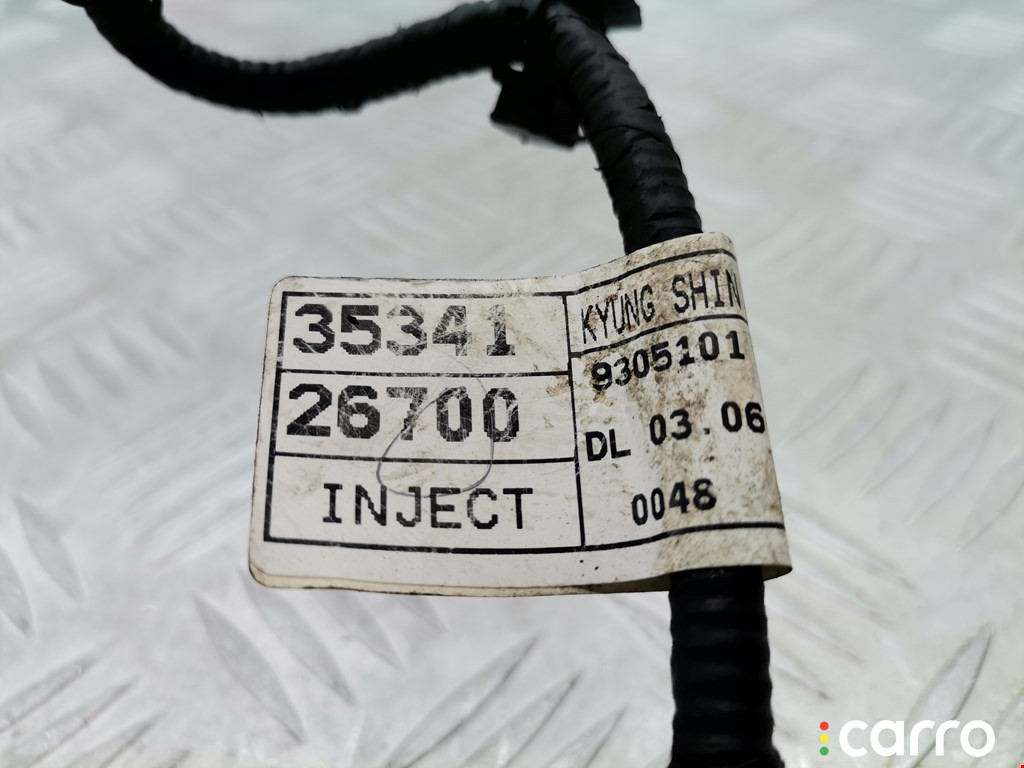 35341
26700
INJECT
KYUNG SHIN
9305101
DL 03.06
0048
carro